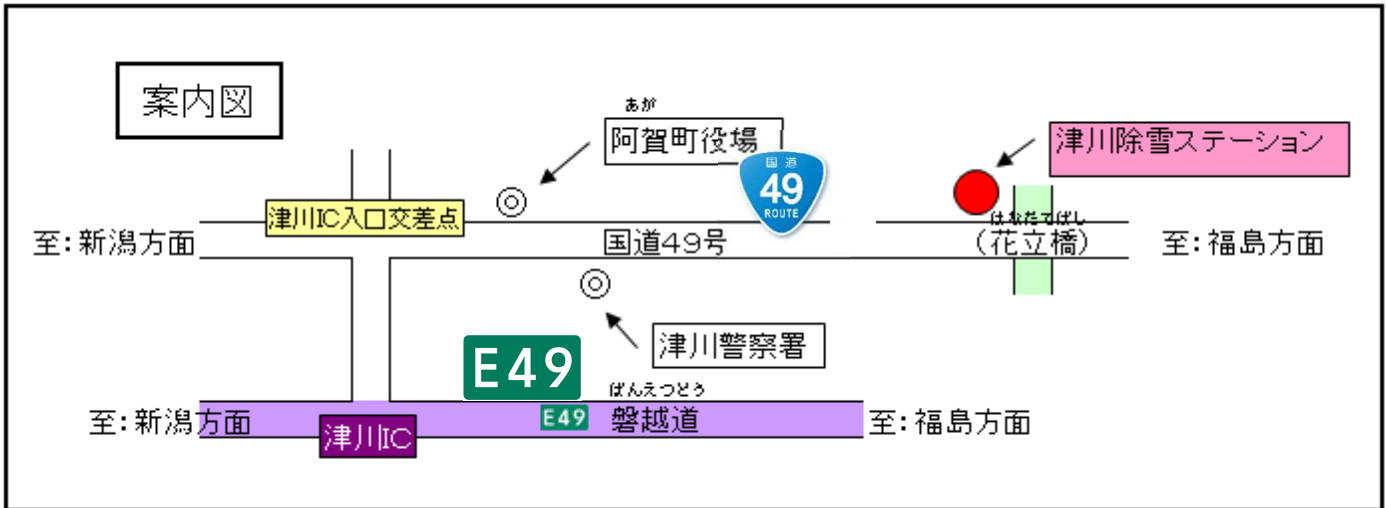 案内図
あが
阿賀町役場
津川除雪ステーション
国道
49
ROUTE
津川IC入口交差点
はなたてばし
至:新潟方面
国道49号
(花立橋)
至:福島方面
津川警察署
E49
ばんえつどう
至:新潟方面
E49
磐越道
至:福島方面
津川IC